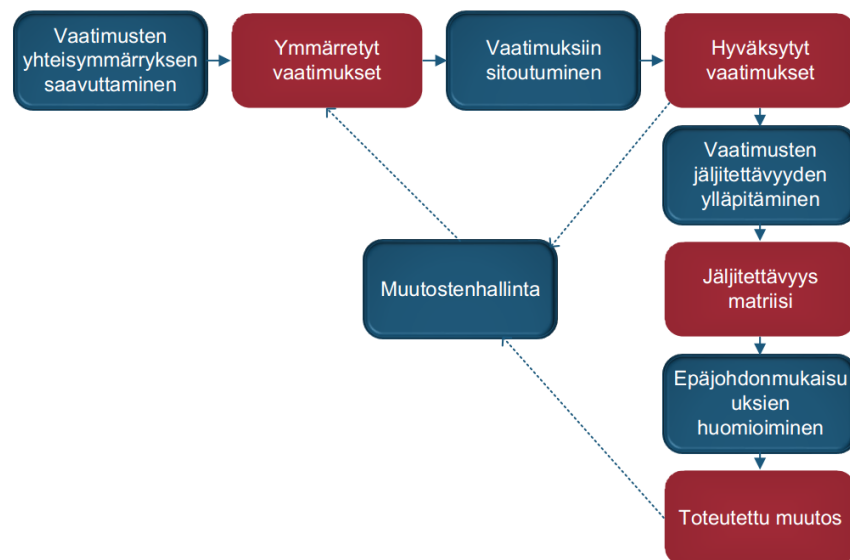 Vaatimusten
yhteisymmärryksen
saavuttaminen
Ymmärretyt
vaatimukset
Vaatimuksiin
sitoutuminen
Hyväksytyt
vaatimukset
Vaatimusten
jäljitettävyyden
ylläpitäminen
Muutostenhallinta
Jäljitettävyys
matriisi
Epäjohdonmukaisu
uksien
huomioiminen
Toteutettu muutos